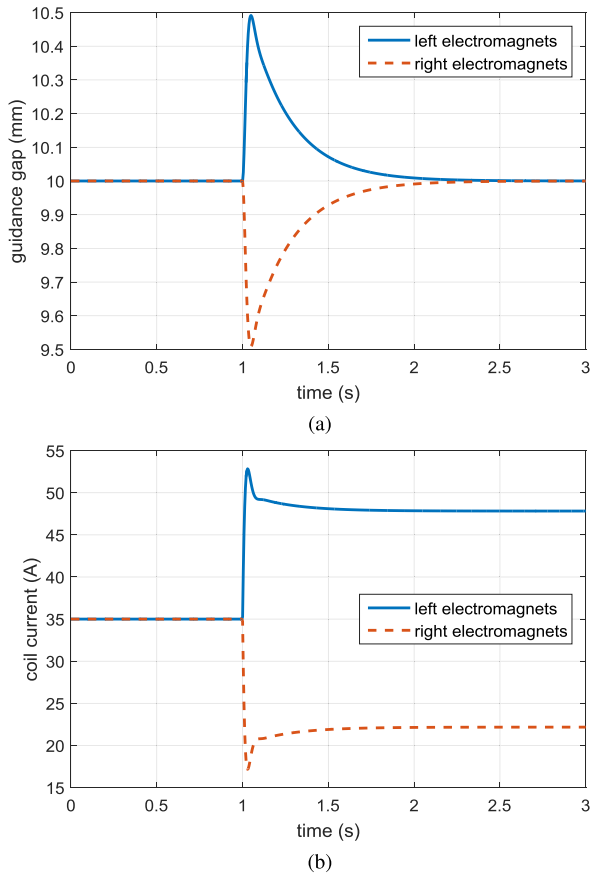 10.5
10.4
10.3
10.2
10.1
10
9.9
9.8
9.7
9.6
9.5
guidance gap (mm)
left electromagnets
right electromagnets
0 0.5 1 1.5 2 2.5 3
time (s)
(a)
55
50
45
40
35
30
25
20
15
coil current (A)
left electromagnets
right electromagnets
0 0.5 1 1.5 2 2.5 3
time (s)
(b)